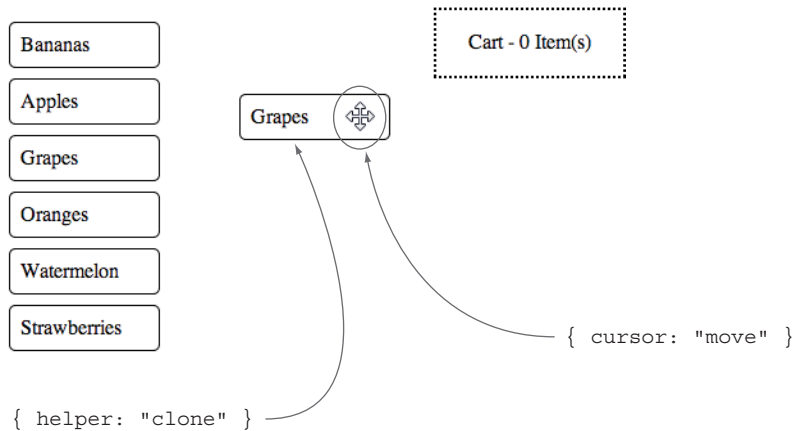 Bananas
Apples
Grapes
Oranges
Watermelon
Strawberries
Grapes
Cart - 0 Item(s)
{ cursor: "move" }
{ helper: "clone" }